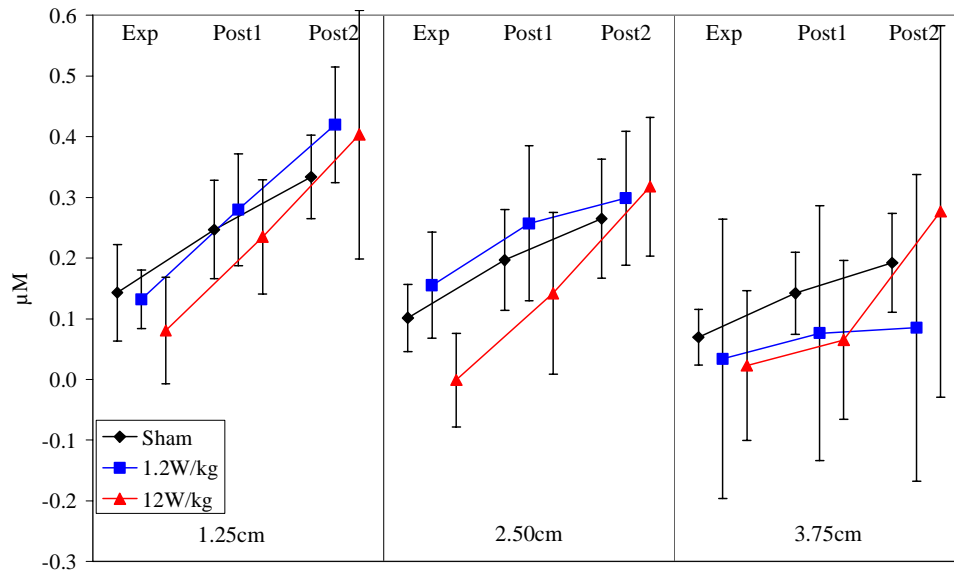 0.6
0.5
0.4
0.3
0.2
0.1
0.0
-0.1
-0.2
-0.3
µM
Exp Post1 Post2
Exp Post1 Post2
Exp Post1 Post2
Sham
1.2W/kg
12W/kg
1.25cm
2.50cm
3.75cm